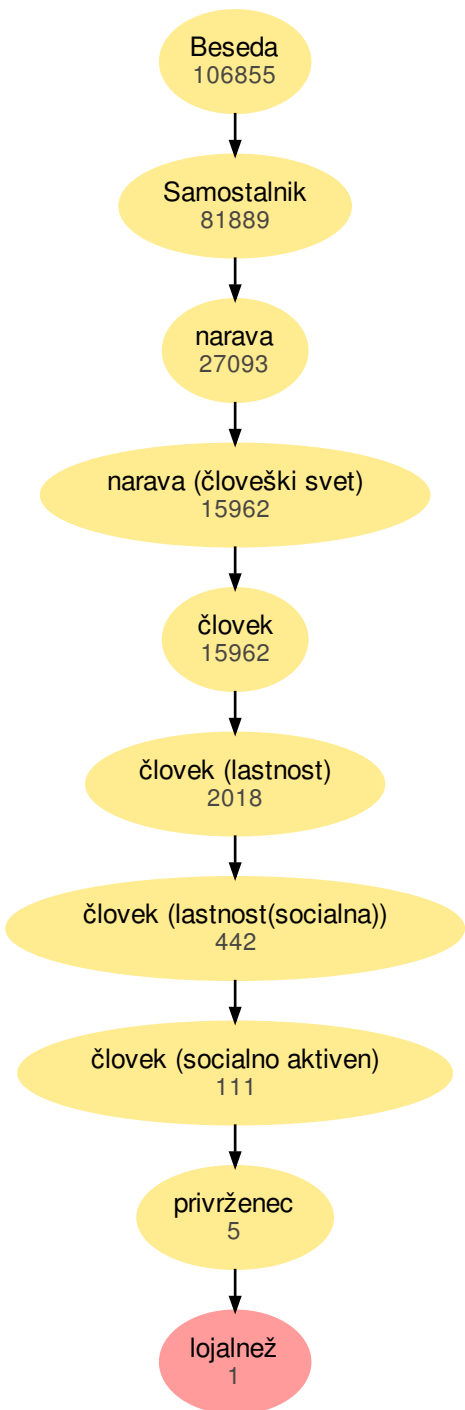 Beseda
106855
Samostalnik
81889
narava
27093
narava (človeški svet)
15962
človek
15962
človek (lastnost)
2018
človek (lastnost(socialna))
442
človek (socialno aktiven)
111
privrženec
5
lojalnež
1